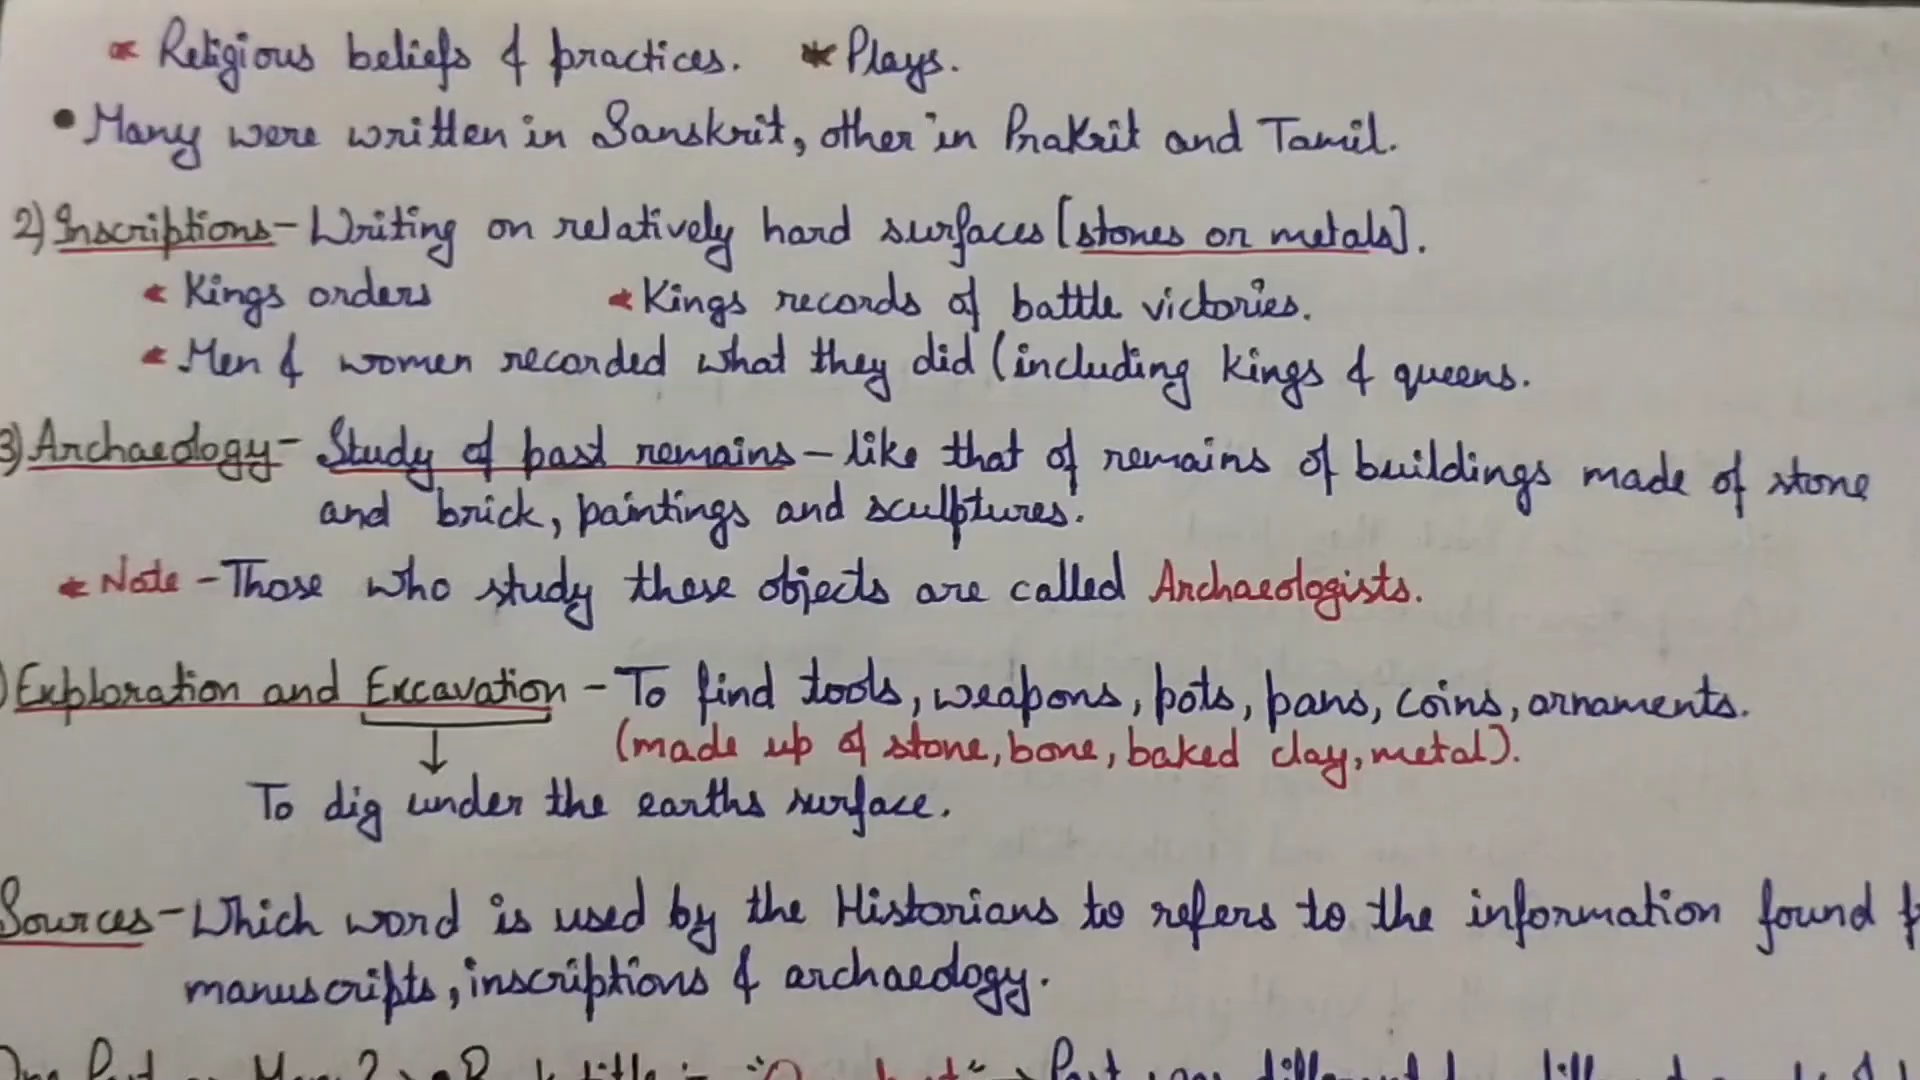 * Religious beliefs & practices. * Plays.
• Many were written in Sanskrit, other in Prakrit and Tamil.
2) Inscriptions - Writing on relatively hard surfaces [stones or metals].
* Kings orders * Kings records of battle victories.
* Men & women recorded what they did (including kings & queens.
3) Archaeology - Study of past remains - like that of remains of buildings made of stone
and brick, paintings and sculptures.
* Note - Those who study these objects are called Archaeologists.
) Exploration and Excavation - To find tools, weapons, pots, pans, coins, ornaments.
(made up of stone, bone, baked clay, metal).
↓
To dig under the earths surface.
Sources - Which word is used by the Historians to refers to the information found
manuscripts, inscriptions & archaeology.